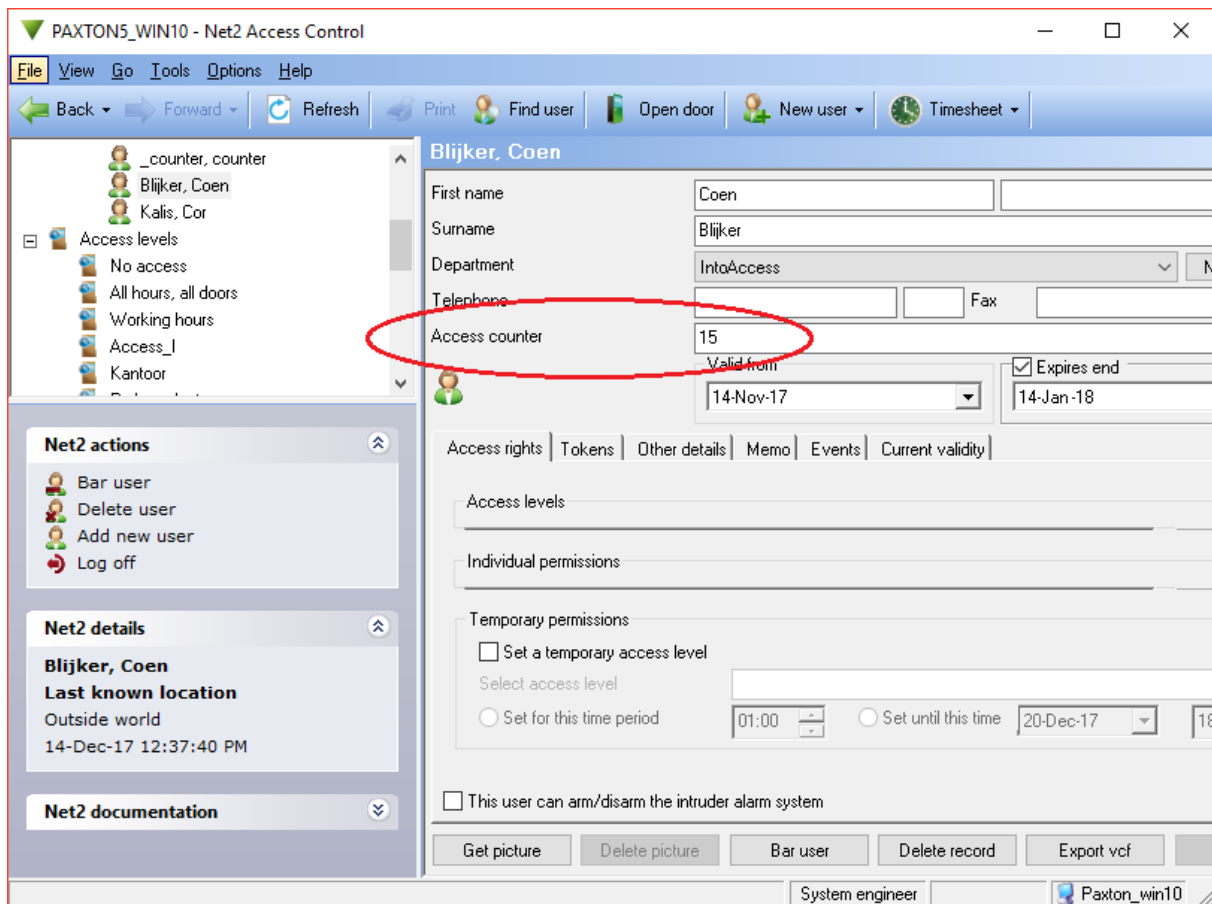 PAXTON5_WIN10 - Net2 Access Control
File View Go Tools Options Help
Back Forward Refresh Print Find user Open door New user Timesheet
_counter, counter
Blijker, Coen
Kalis, Cor
Access levels
No access
All hours, all doors
Working hours
Access_I
Kantoor
Net2 actions
Bar user
Delete user
Add new user
Log off
Net2 details
Blijker, Coen
Last known location
Outside world
14-Dec-17 12:37:40 PM
Net2 documentation
Blijker, Coen
First name Coen
Surname Blijker
Department IntoAccess N
Telephone Fax
Access counter 15
Valid from Expires end
14-Nov-17 14-Jan-18
Access rights Tokens Other details Memo Events Current validity
Access levels
Individual permissions
Temporary permissions
Set a temporary access level
Select access level
Set for this time period 01:00 Set until this time 20-Dec-17 18
This user can arm/disarm the intruder alarm system
Get picture Delete picture Bar user Delete record Export vcf
System engineer Paxton_win10